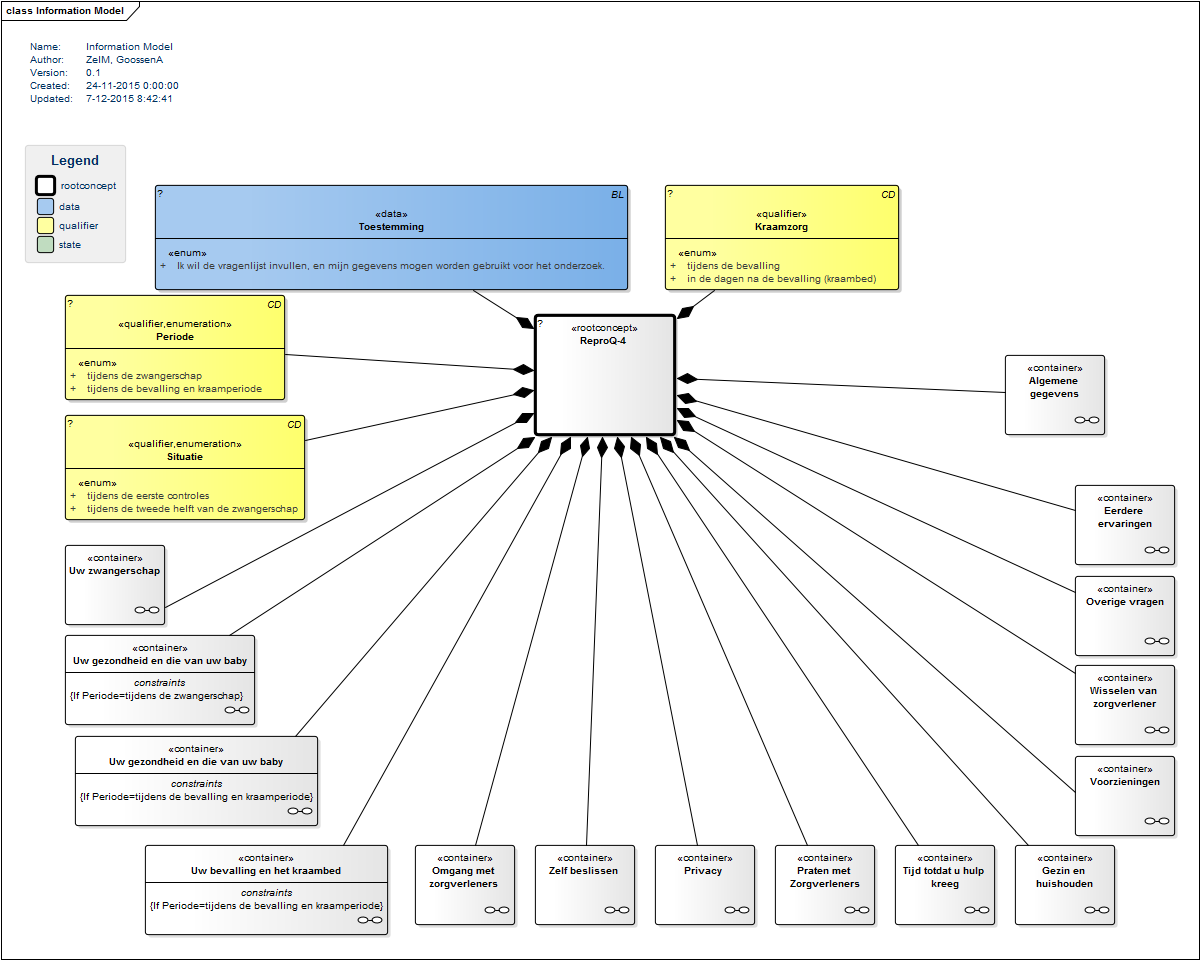 class Information Model
Name: Information Model
Author: ZelM, GoossenA
Version: 0.1
Created: 24-11-2015 0:00:00
Updated: 7-12-2015 8:42:41
Legend
rootconcept
data
qualifier
state
? BL
«data»
Toestemming
«enum»
+ Ik wil de vragenlijst invullen, en mijn gegevens mogen worden gebruikt voor het onderzoek.
? CD
«qualifier»
Kraamzorg
«enum»
+ tijdens de bevalling
+ in de dagen na de bevalling (kraambed)
? CD
«qualifier,enumeration»
Periode
«enum»
+ tijdens de zwangerschap
+ tijdens de bevalling en kraamperiode
?
«rootconcept»
ReproQ-4
? CD
«qualifier,enumeration»
Situatie
«enum»
+ tijdens de eerste controles
+ tijdens de tweede helft van de zwangerschap
«container»
Algemene
gegevens
«container»
Eerdere
ervaringen
«container»
Uw zwangerschap
«container»
Overige vragen
«container»
Uw gezondheid en die van uw baby
constraints
{If Periode=tijdens de zwangerschap}
«container»
Wisselen van
zorgverlener
«container»
Uw gezondheid en die van uw baby
constraints
{If Periode=tijdens de bevalling en kraamperiode}
«container»
Voorzieningen
«container»
Uw bevalling en het kraambed
constraints
{If Periode=tijdens de bevalling en kraamperiode}
«container»
Omgang met
zorgverleners
«container»
Zelf beslissen
«container»
Privacy
«container»
Praten met
Zorgverleners
«container»
Tijd totdat u hulp
kreeg
«container»
Gezin en
huishouden